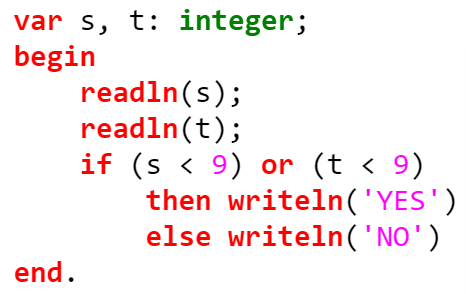 var s, t: integer;
begin
    readln(s);
    readln(t);
    if (s < 9) or (t < 9)
        then writeln('YES')
        else writeln('NO')
end.